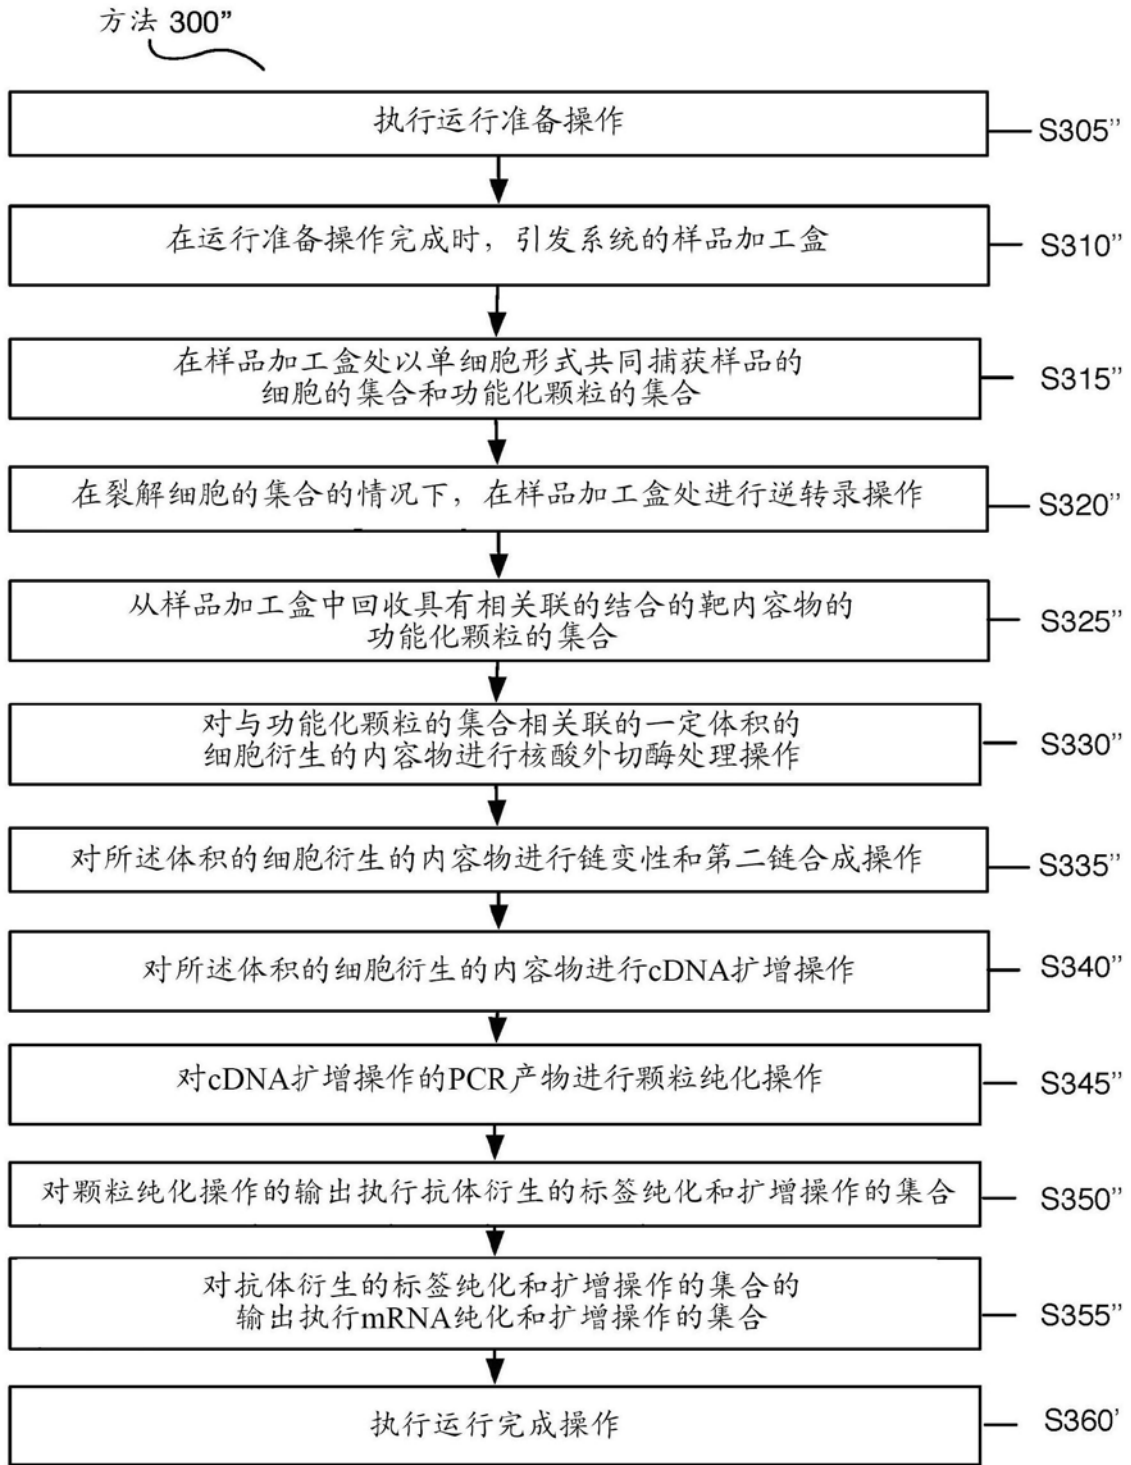 方法 300”
执行运行准备操作
S305”
在运行准备操作完成时，引发系统的样品加工盒
S310”
在样品加工盒处以单细胞形式共同捕获样品的
细胞的集合和功能化颗粒的集合
S315”
在裂解细胞的集合的情况下，在样品加工盒处进行逆转录操作
S320”
从样品加工盒中回收具有相关联的结合的靶内容物的
功能化颗粒的集合
S325”
对与功能化颗粒的集合相关联的一定体积的
细胞衍生的内容物进行核酸外切酶处理操作
S330”
对所述体积的细胞衍生的内容物进行链变性和第二链合成操作
S335”
对所述体积的细胞衍生的内容物进行cDNA扩增操作
S340”
对cDNA扩增操作的PCR产物进行颗粒纯化操作
S345”
对颗粒纯化操作的输出执行抗体衍生的标签纯化和扩增操作的集合
S350”
对抗体衍生的标签纯化和扩增操作的集合的
输出执行mRNA纯化和扩增操作的集合
S355”
执行运行完成操作
S360’